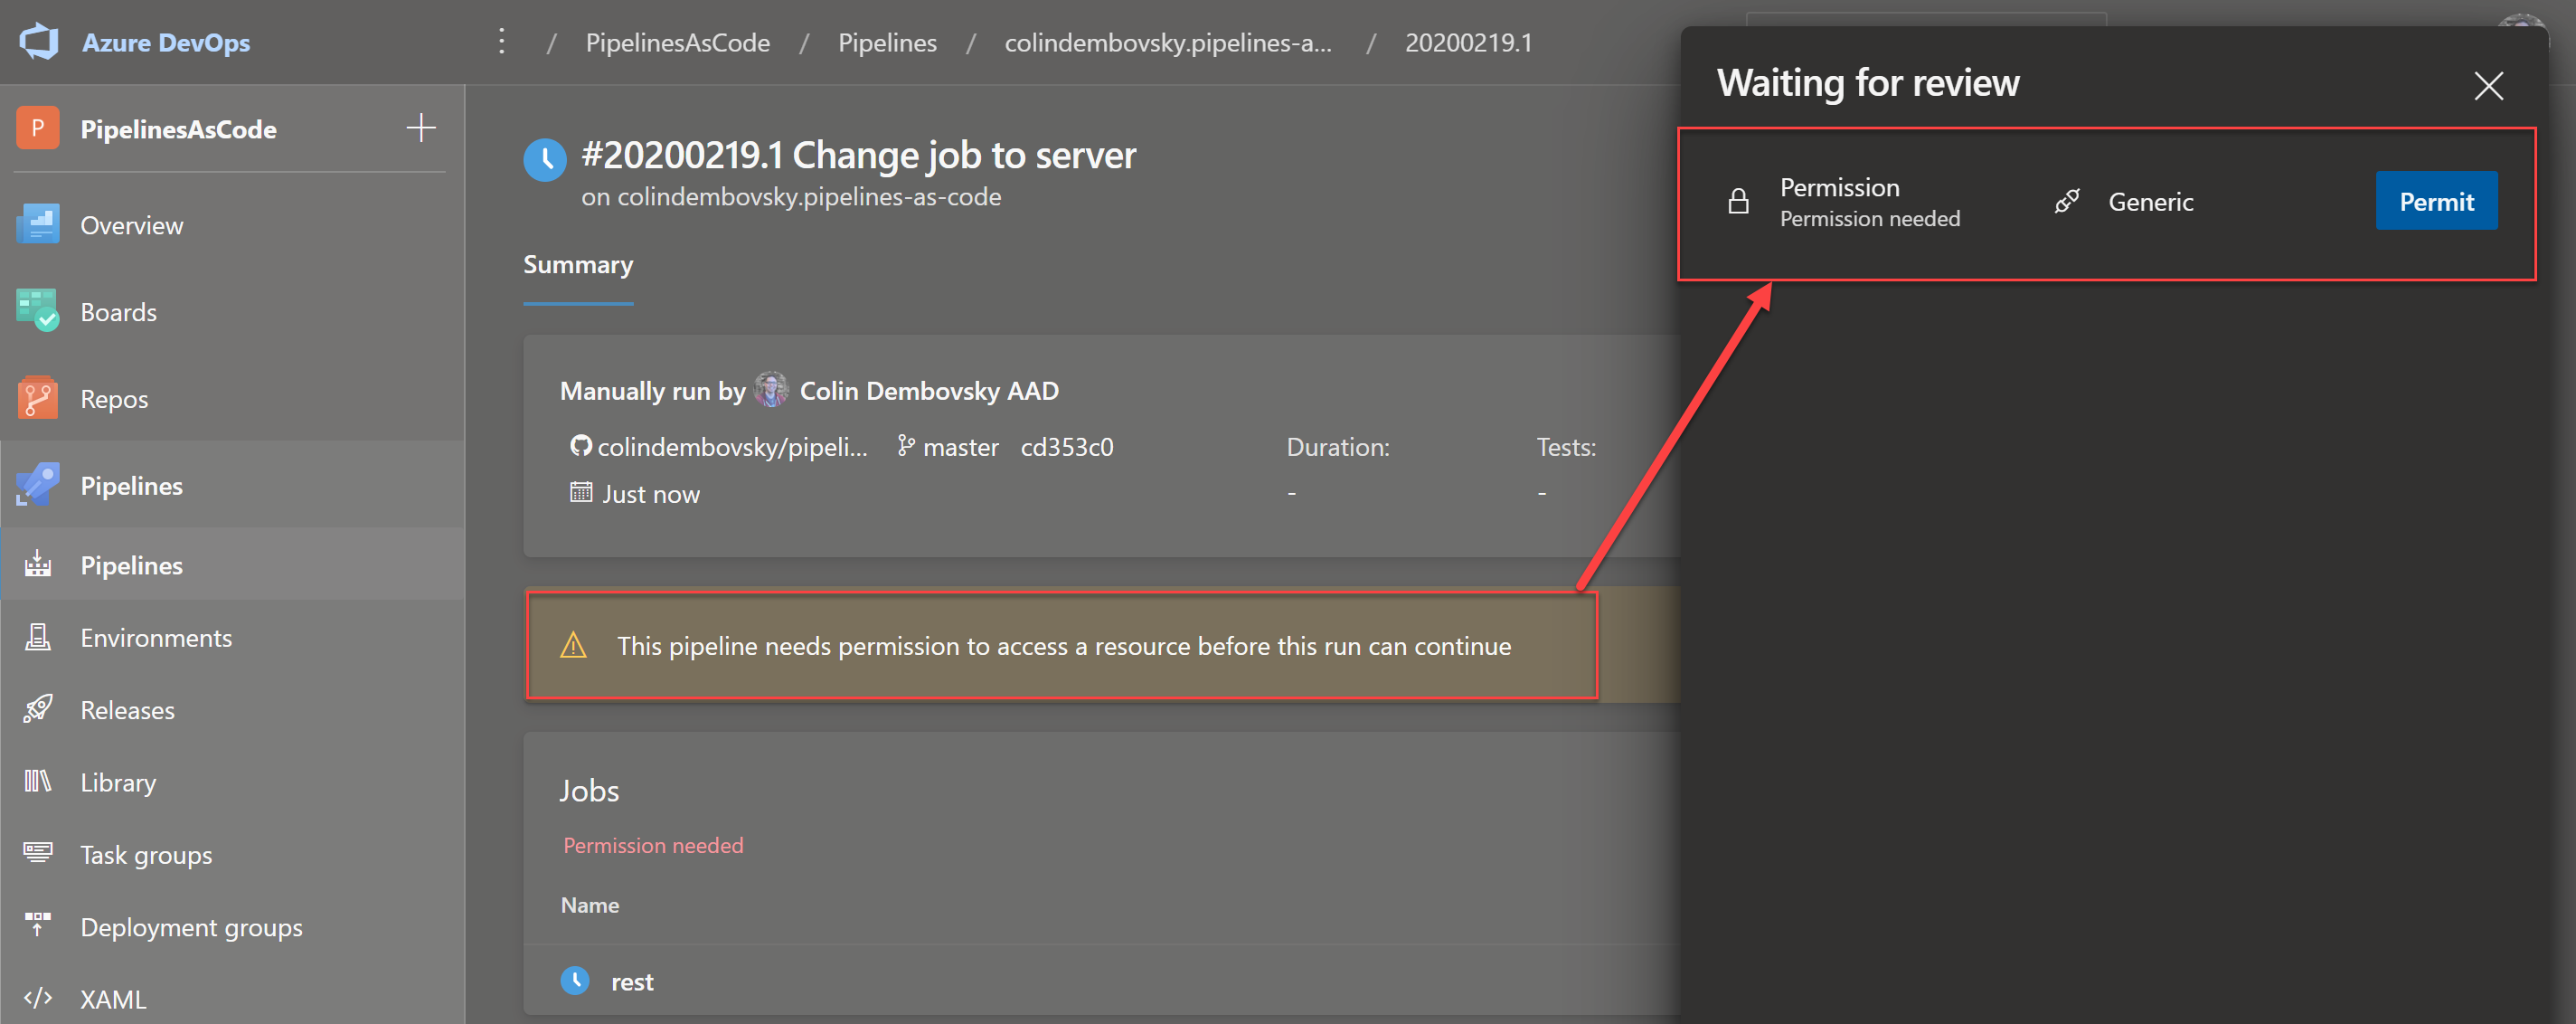 Azure DevOps
/ PipelinesAsCode / Pipelines / colindembovsky.pipelines-a... / 20200219.1
P PipelinesAsCode
Overview
Boards
Repos
Pipelines
Pipelines
Environments
Releases
Library
Task groups
Deployment groups
XAML
#20200219.1 Change job to server
on colindembovsky.pipelines-as-code
Summary
Manually run by Colin Dembovsky AAD
colindembovsky/pipeli... master cd353c0 Duration: Tests:
Just now - -
This pipeline needs permission to access a resource before this run can continue
Jobs
Permission needed
Name
rest
Waiting for review
Permission
Permission needed
Generic
Permit